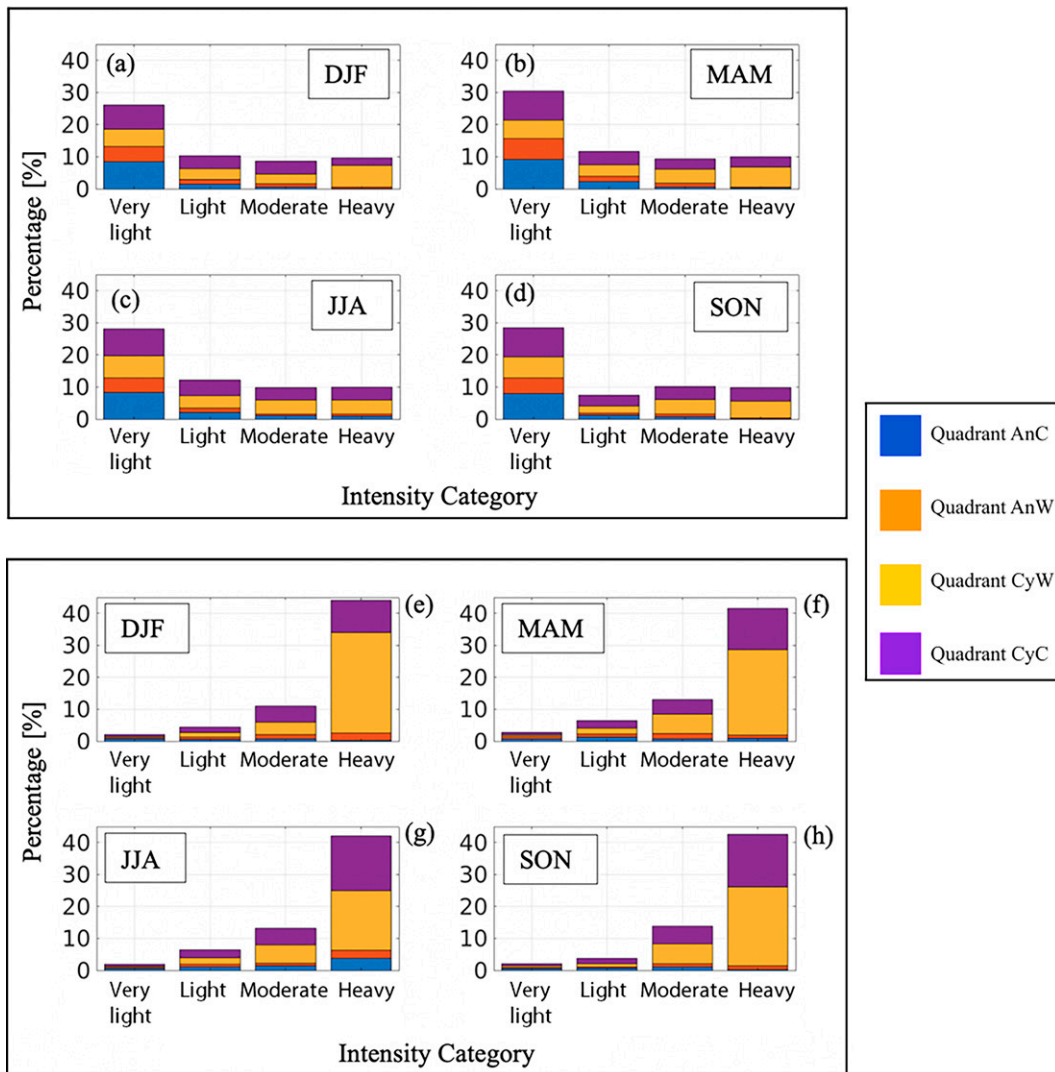 (a)
DJF
40
30
20
10
0
Very
light
Light
Moderate
Heavy
(b)
MAM
40
30
20
10
0
Very
light
Light
Moderate
Heavy
Percentage [%]
(c)
JJA
40
30
20
10
0
Very
light
Light
Moderate
Heavy
(d)
SON
40
30
20
10
0
Very
light
Light
Moderate
Heavy
Intensity Category
Quadrant AnC
Quadrant AnW
Quadrant CyW
Quadrant CyC
(e)
DJF
40
30
20
10
0
Very
light
Light
Moderate
Heavy
(f)
MAM
40
30
20
10
0
Very
light
Light
Moderate
Heavy
Percentage [%]
(g)
JJA
40
30
20
10
0
Very
light
Light
Moderate
Heavy
(h)
SON
40
30
20
10
0
Very
light
Light
Moderate
Heavy
Intensity Category